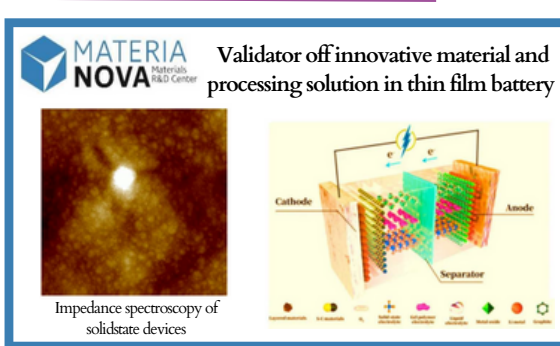 MATERIA
NOVA Materials
R&D Center
Validator off innovative material and
processing solution in thin film battery
e⁻
e⁻
Cathode
Anode
Separator
Impedance spectroscopy of
solidstate devices